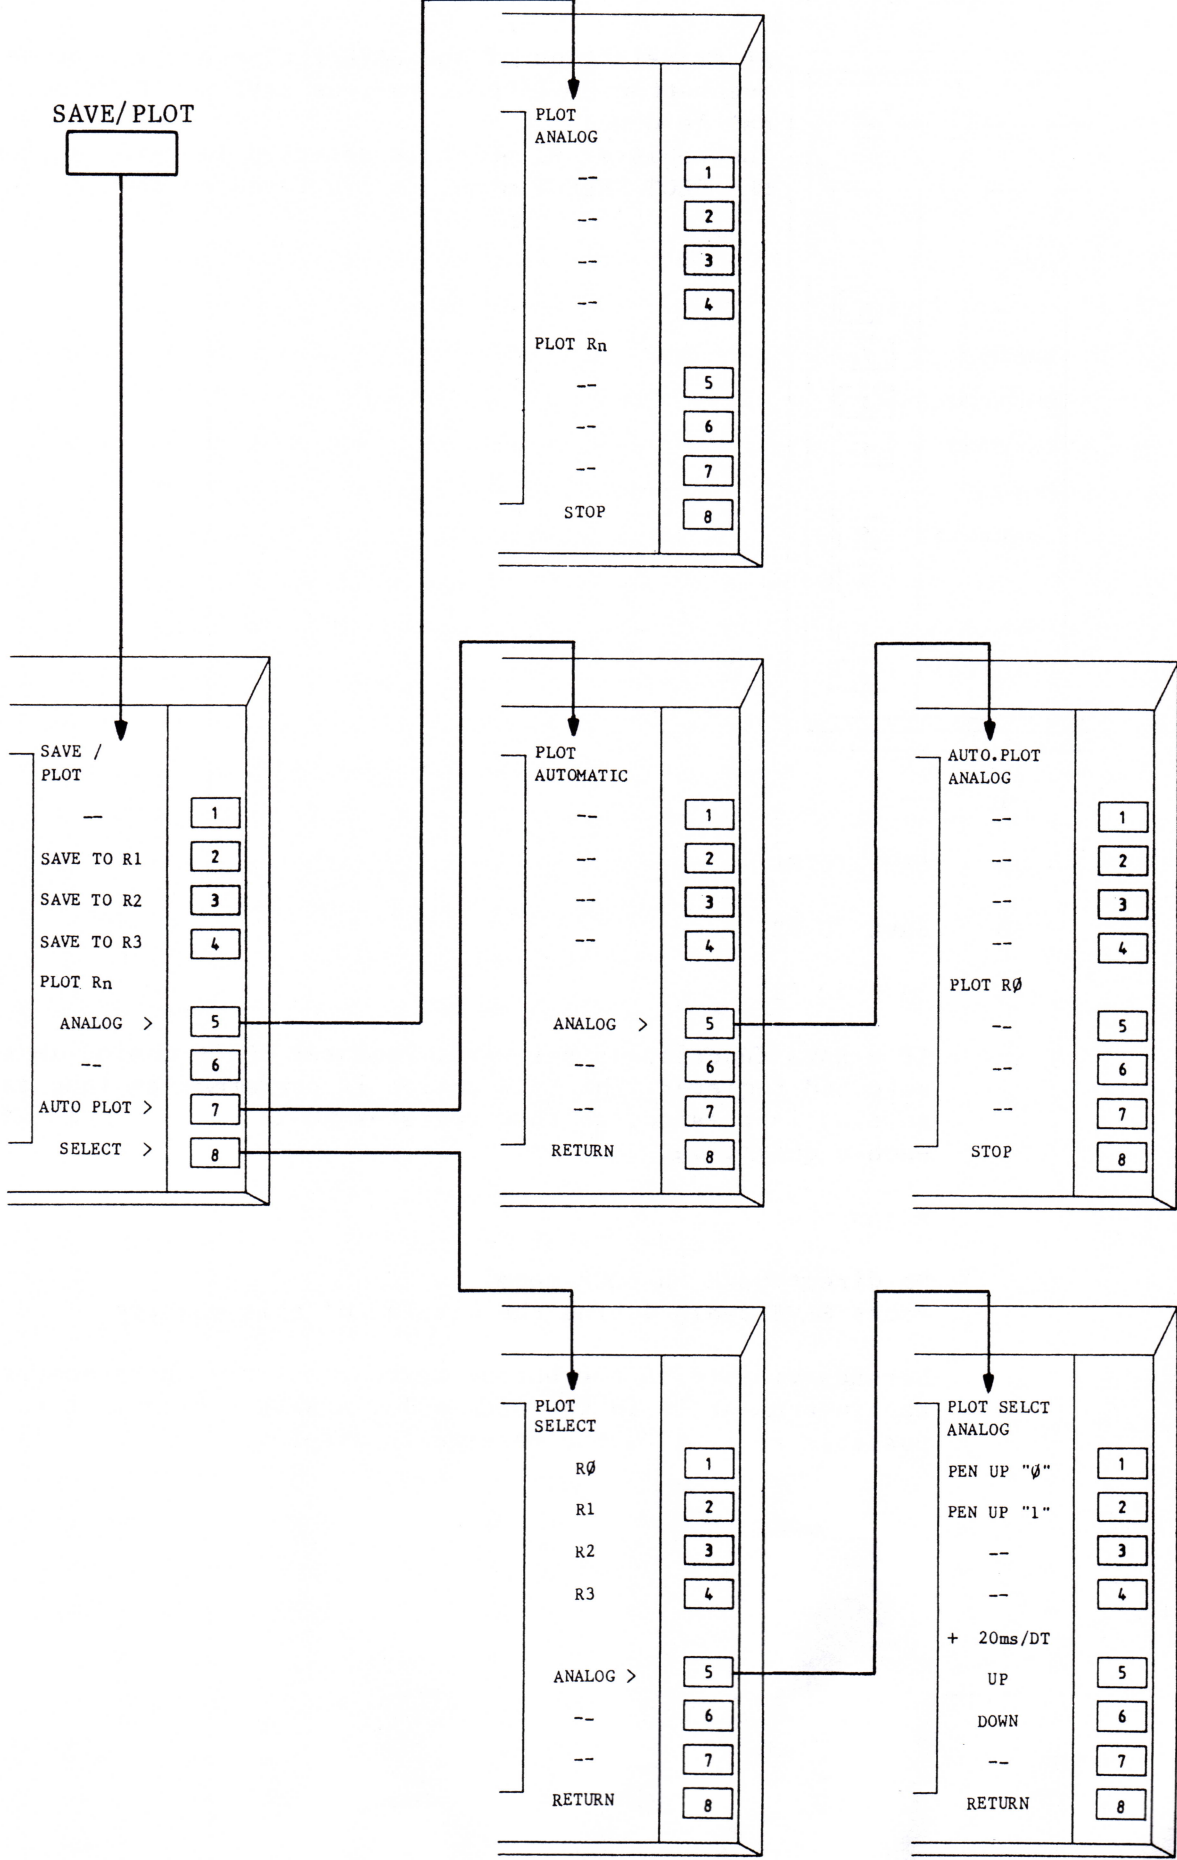 SAVE/PLOT
PLOT
ANALOG
-- 1
-- 2
-- 3
-- 4
PLOT Rn
-- 5
-- 6
-- 7
STOP 8
SAVE /
PLOT
-- 1
SAVE TO R1 2
SAVE TO R2 3
SAVE TO R3 4
PLOT Rn
ANALOG > 5
-- 6
AUTO PLOT > 7
SELECT > 8
PLOT
AUTOMATIC
-- 1
-- 2
-- 3
-- 4
ANALOG > 5
-- 6
-- 7
RETURN 8
AUTO.PLOT
ANALOG
-- 1
-- 2
-- 3
-- 4
PLOT RØ
-- 5
-- 6
-- 7
STOP 8
PLOT
SELECT
RØ 1
R1 2
R2 3
R3 4
ANALOG > 5
-- 6
-- 7
RETURN 8
PLOT SELCT
ANALOG
PEN UP "Ø" 1
PEN UP "1" 2
-- 3
-- 4
+ 20ms/DT
UP 5
DOWN 6
-- 7
RETURN 8